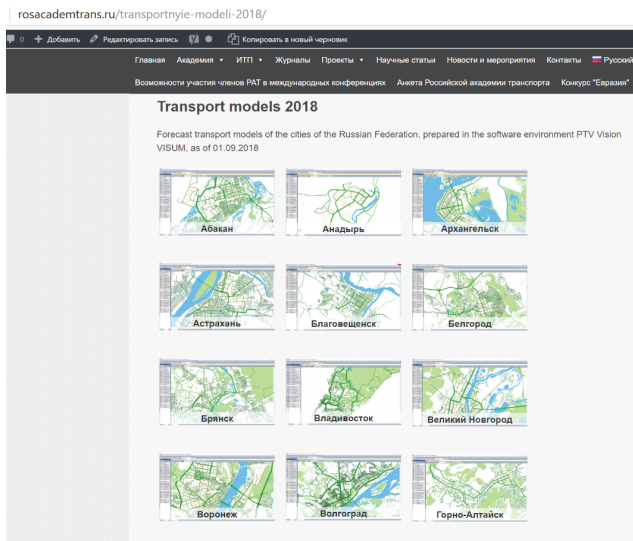 rosacademtrans.ru/transportnyie-modeli-2018/
0 Добавить Редактировать запись Копировать в новый черновик
Главная Академия ИТП Журналы Проекты Научные статьи Новости и мероприятия Контакты Русский
Возможности участия членов РАТ в международных конференциях Анкета Российской академии транспорта Конкурс "Евразия"
Transport models 2018
Forecast transport models of the cities of the Russian Federation, prepared in the software environment PTV Vision
VISUM, as of 01.09.2018
Абакан Анадырь Архангельск
Астрахань Благовещенск Белгород
Брянск Владивосток Великий Новгород
Воронеж Волгоград Горно-Алтайск